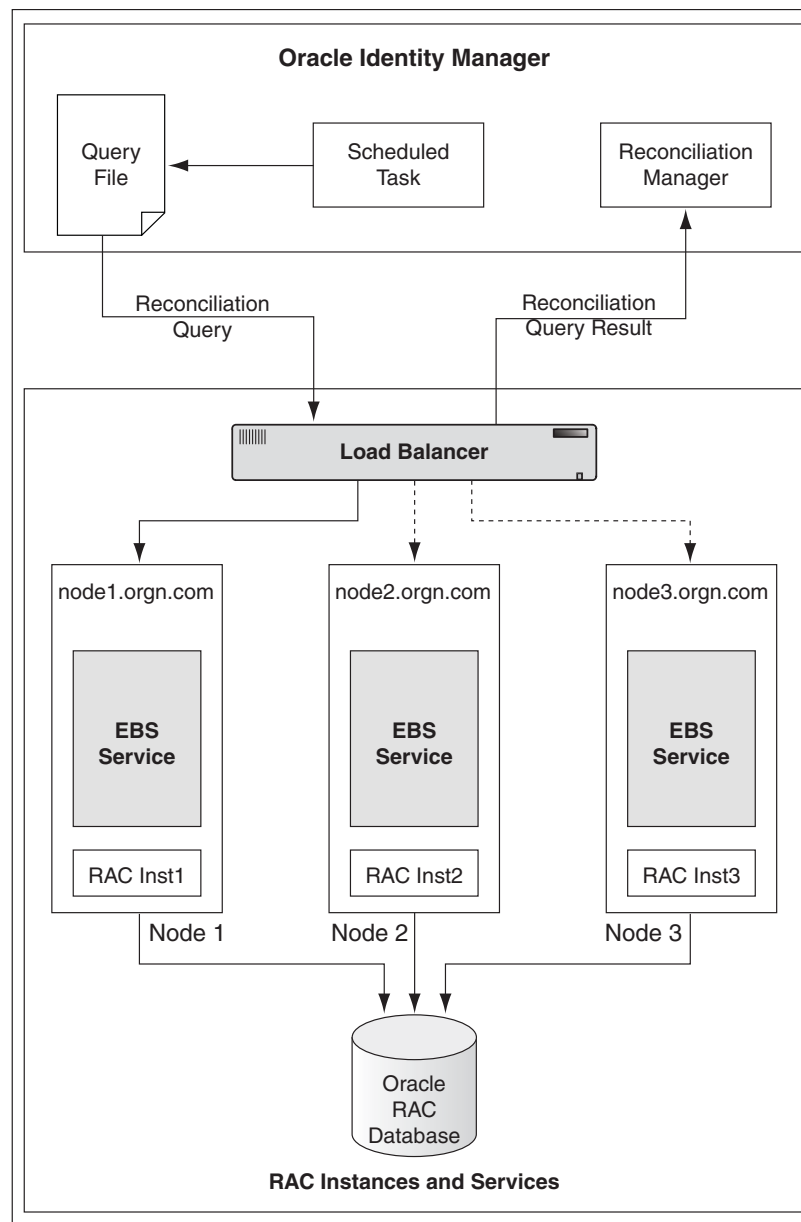 Oracle Identity Manager
Query
File
Scheduled
Task
Reconciliation
Manager
Reconciliation
Query
Reconciliation
Query Result
Load Balancer
node1.orgn.com
EBS
Service
RAC Inst1
Node 1
node2.orgn.com
EBS
Service
RAC Inst2
Node 2
node3.orgn.com
EBS
Service
RAC Inst3
Node 3
Oracle
RAC
Database
RAC Instances and Services